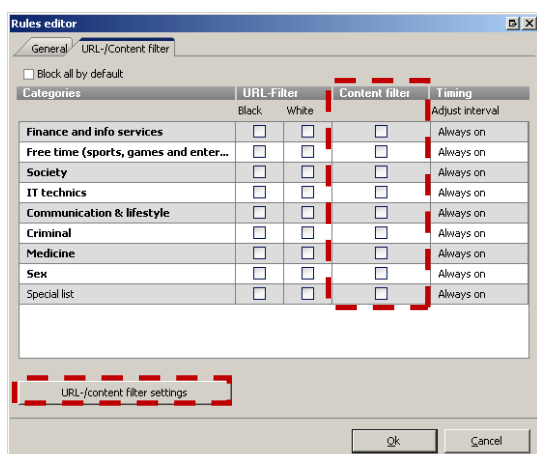 Rules editor
General URL-/Content filter
Block all by default
Categories URL-Filter Content filter Timing
Black White Adjust interval
Finance and info services Always on
Free time (sports, games and enter... Always on
Society Always on
IT technics Always on
Communication & lifestyle Always on
Criminal Always on
Medicine Always on
Sex Always on
Special list Always on
URL-/content filter settings
Ok Cancel